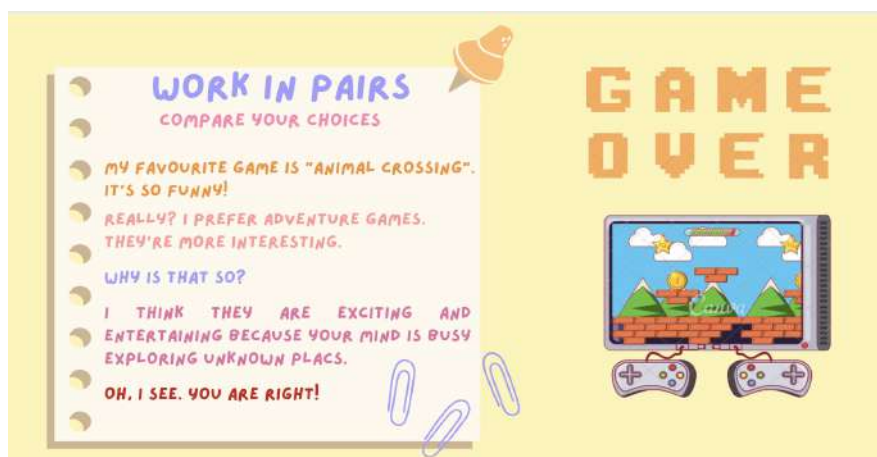 WORK IN PAIRS
COMPARE YOUR CHOICES
MY FAVOURITE GAME IS "ANIMAL CROSSING".
IT'S SO FUNNY!
REALLY? I PREFER ADVENTURE GAMES.
THEY'RE MORE INTERESTING.
WHY IS THAT SO?
I THINK THEY ARE EXCITING AND
ENTERTAINING BECAUSE YOUR MIND IS BUSY
EXPLORING UNKNOWN PLACS.
OH, I SEE. YOU ARE RIGHT!
GAME
OVER
Canva